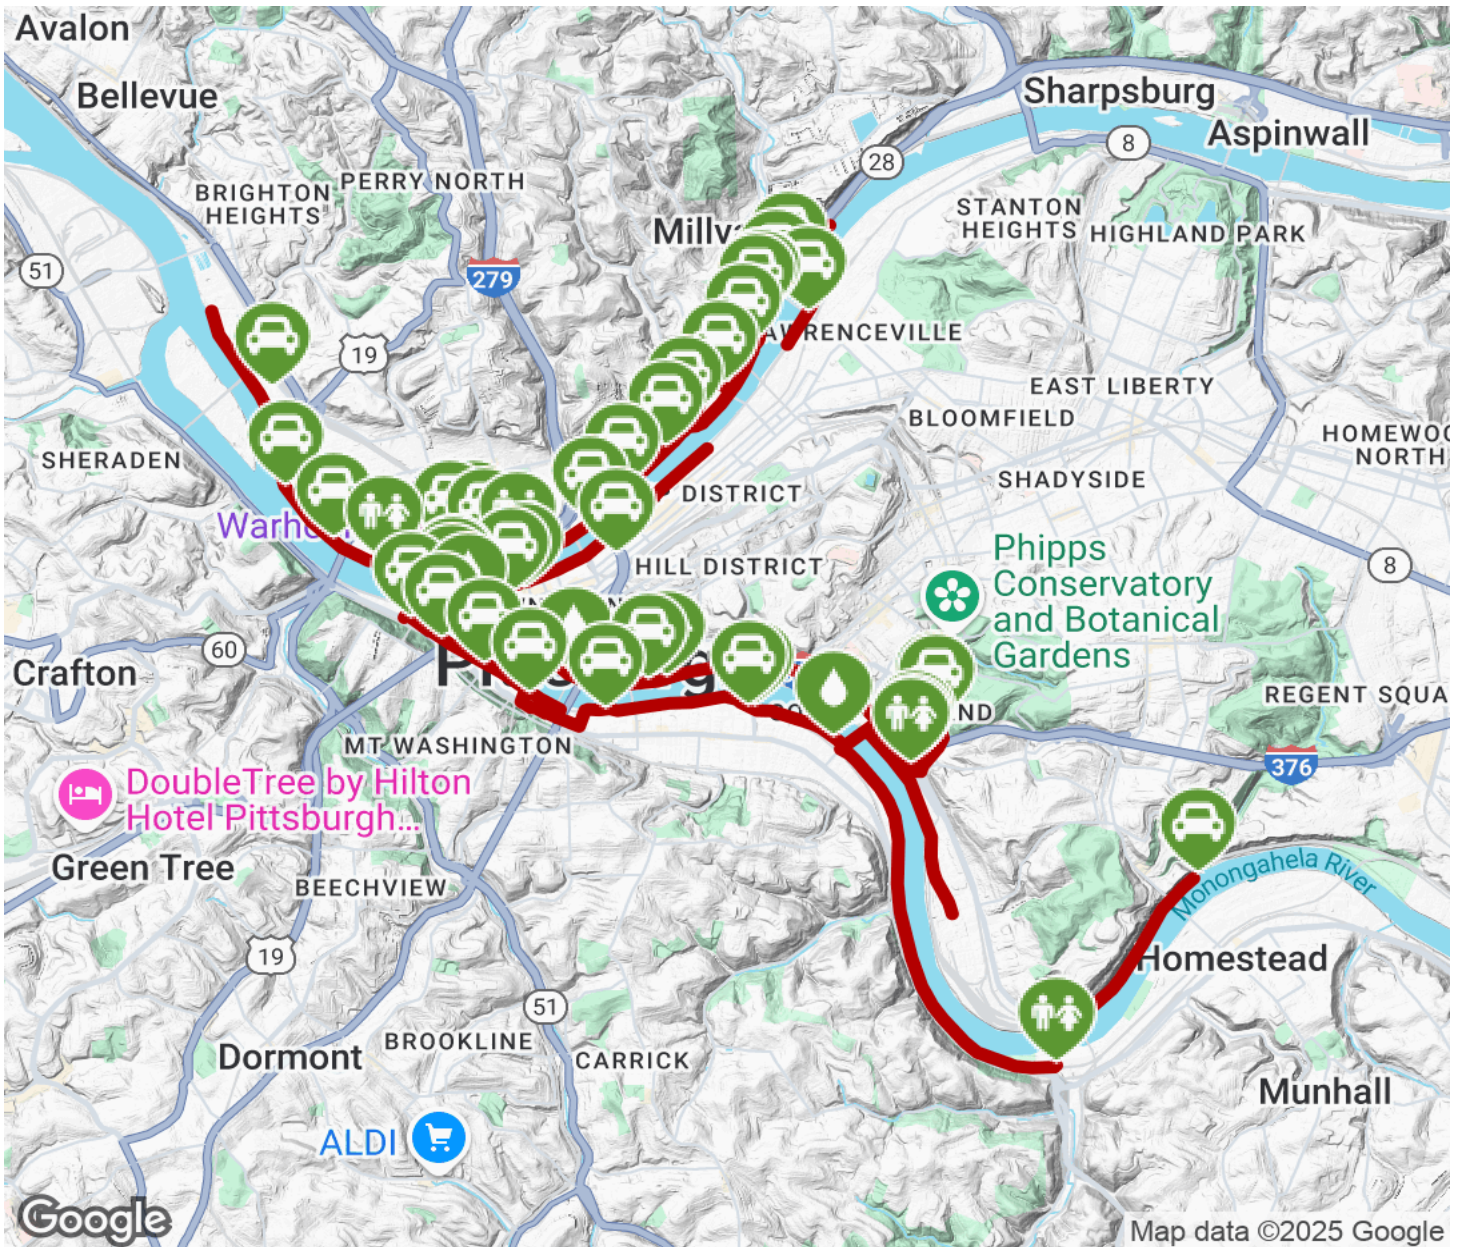 Avalon
Bellevue
Sharpsburg
Aspinwall
8
28
BRIGHTON
HEIGHTS
PERRY NORTH
STANTON
HEIGHTS
HIGHLAND PARK
51
279
19
EAST LIBERTY
BLOOMFIELD
HOMEWOO
NORTH
SHERADEN
SHADYSIDE
DISTRICT
HILL DISTRICT
8
Phipps
Conservatory
and Botanical
Gardens
60
Crafton
REGENT SQUA
MT WASHINGTON
376
DoubleTree by Hilton
Hotel Pittsburgh...
Green Tree
BEECHVIEW
Monongahela River
19
Homestead
51
BROOKLINE
Dormont
CARRICK
Munhall
ALDI
Google
Map data ©2025 Google